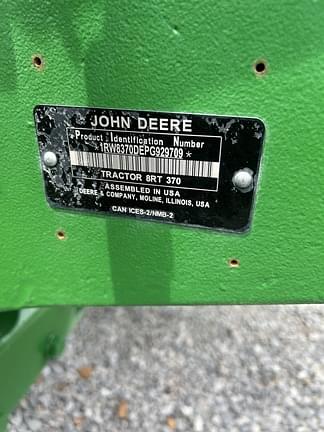 JOHN DEERE
Product Identification Number
*1RW8370DEPG929709*
TRACTOR 8RT 370
ASSEMBLED IN USA
DEERE & COMPANY, MOLINE, ILLINOIS, USA
CAN ICES-2/NMB-2